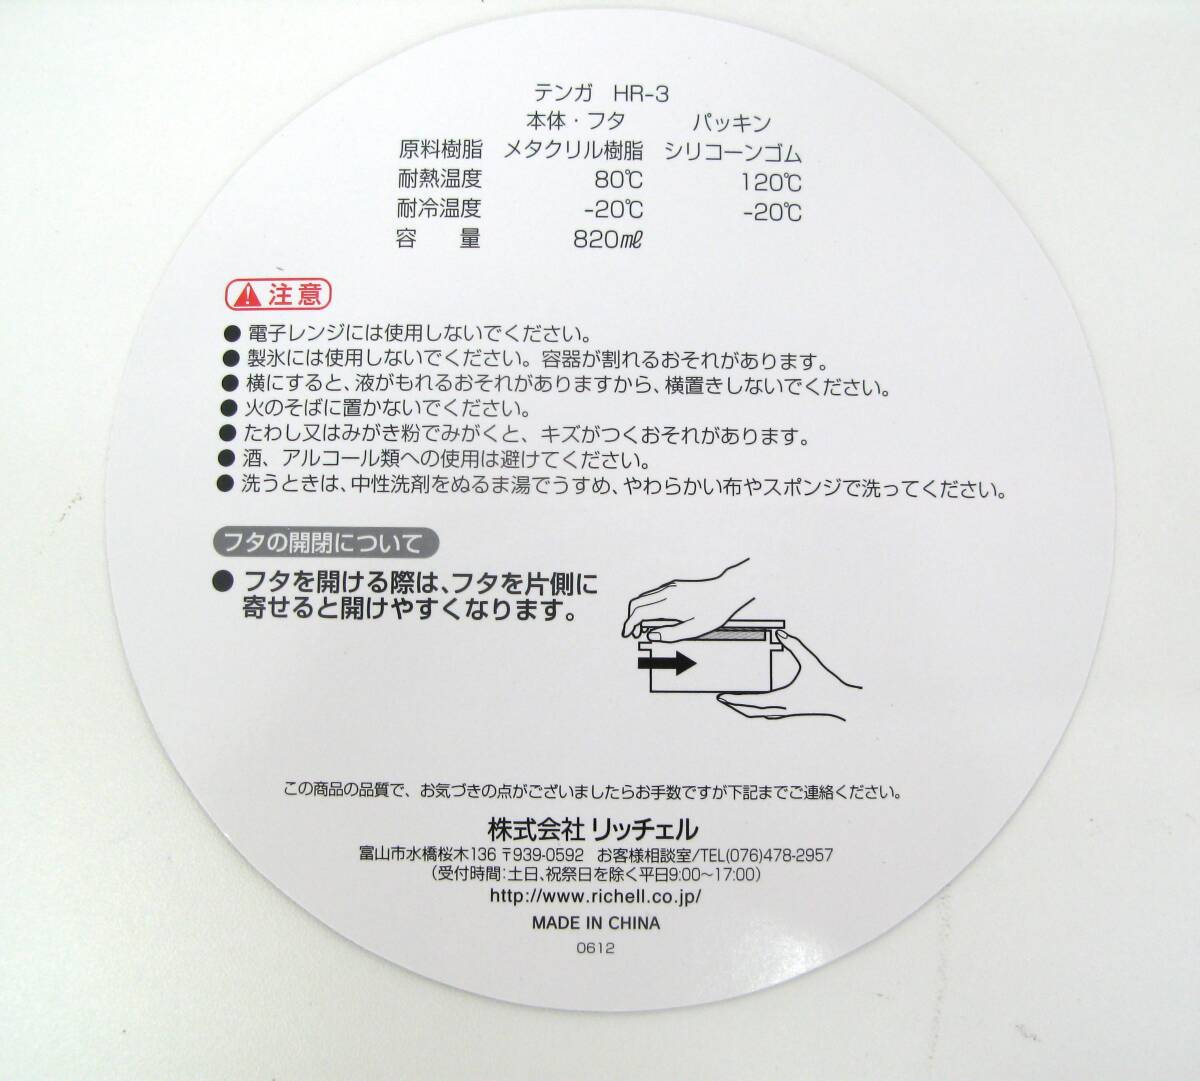 テンガ HR-3
本体・フタ パッキン
原料樹脂 メタクリル樹脂 シリコーンゴム
耐熱温度 80℃ 120℃
耐冷温度 -20℃ -20℃
容 量 820㎖
注意
● 電子レンジには使用しないでください。
● 製氷には使用しないでください。容器が割れるおそれがあります。
● 横にすると、液がもれるおそれがありますから、横置きしないでください。
● 火のそばに置かないでください。
● たわし又はみがき粉でみがくと、キズがつくおそれがあります。
● 酒、アルコール類への使用は避けてください。
● 洗うときは、中性洗剤をぬるま湯でうすめ、やわらかい布やスポンジで洗ってください。
フタの開閉について
● フタを開ける際は、フタを片側に
寄せると開けやすくなります。
この商品の品質で、お気づきの点がございましたらお手数ですが下記までご連絡ください。
株式会社 リッチェル
富山市水橋桜木136 〒939-0592 お客様相談室/TEL(076)478-2957
(受付時間:土日、祝祭日を除く平日9:00〜17:00)
http://www.richell.co.jp/
MADE IN CHINA
0612